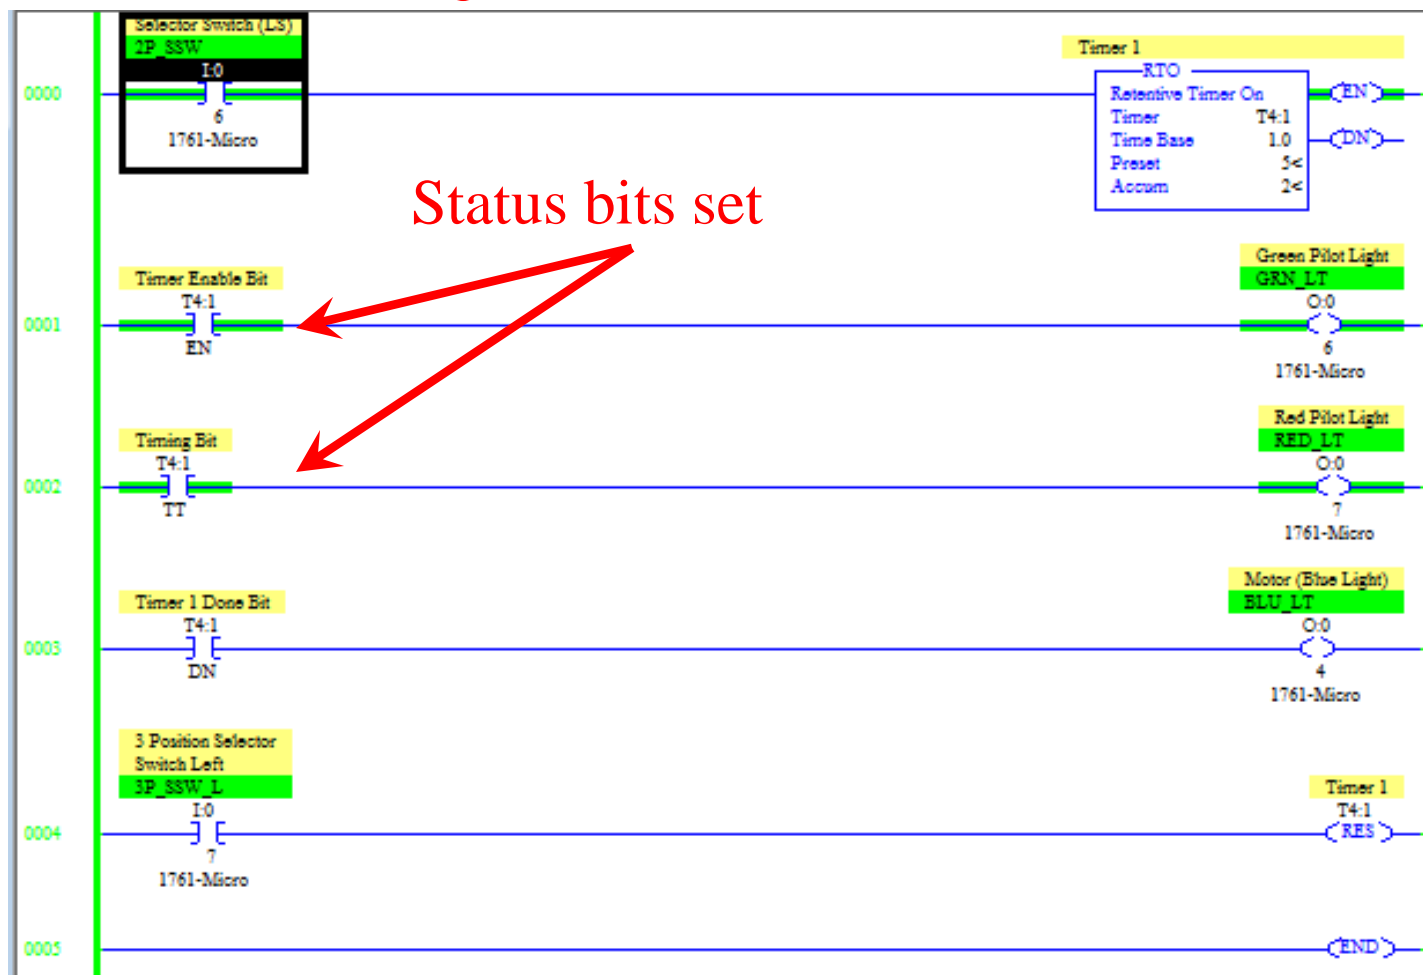 Selector Switch (LS)
2P_SSW
I:0
0000
6
1761-Micro
Timer 1
RTO
Retentive Timer On
Timer T4:1
Time Base 1.0
Preset 5<
Accum 2<
EN
DN
Status bits set
Timer Enable Bit
T4:1
0001
EN
Green Pilot Light
GRN_LT
O:0
6
1761-Micro
Timing Bit
T4:1
0002
TT
Red Pilot Light
RED_LT
O:0
7
1761-Micro
Timer 1 Done Bit
T4:1
0003
DN
Motor (Blue Light)
BLU_LT
O:0
4
1761-Micro
3 Position Selector
Switch Left
3P_SSW_L
I:0
0004
7
1761-Micro
Timer 1
T4:1
RES
0005
END